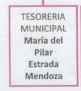 TESORERIA
MUNICIPAL
María del
Pilar
Estrada
Mendoza